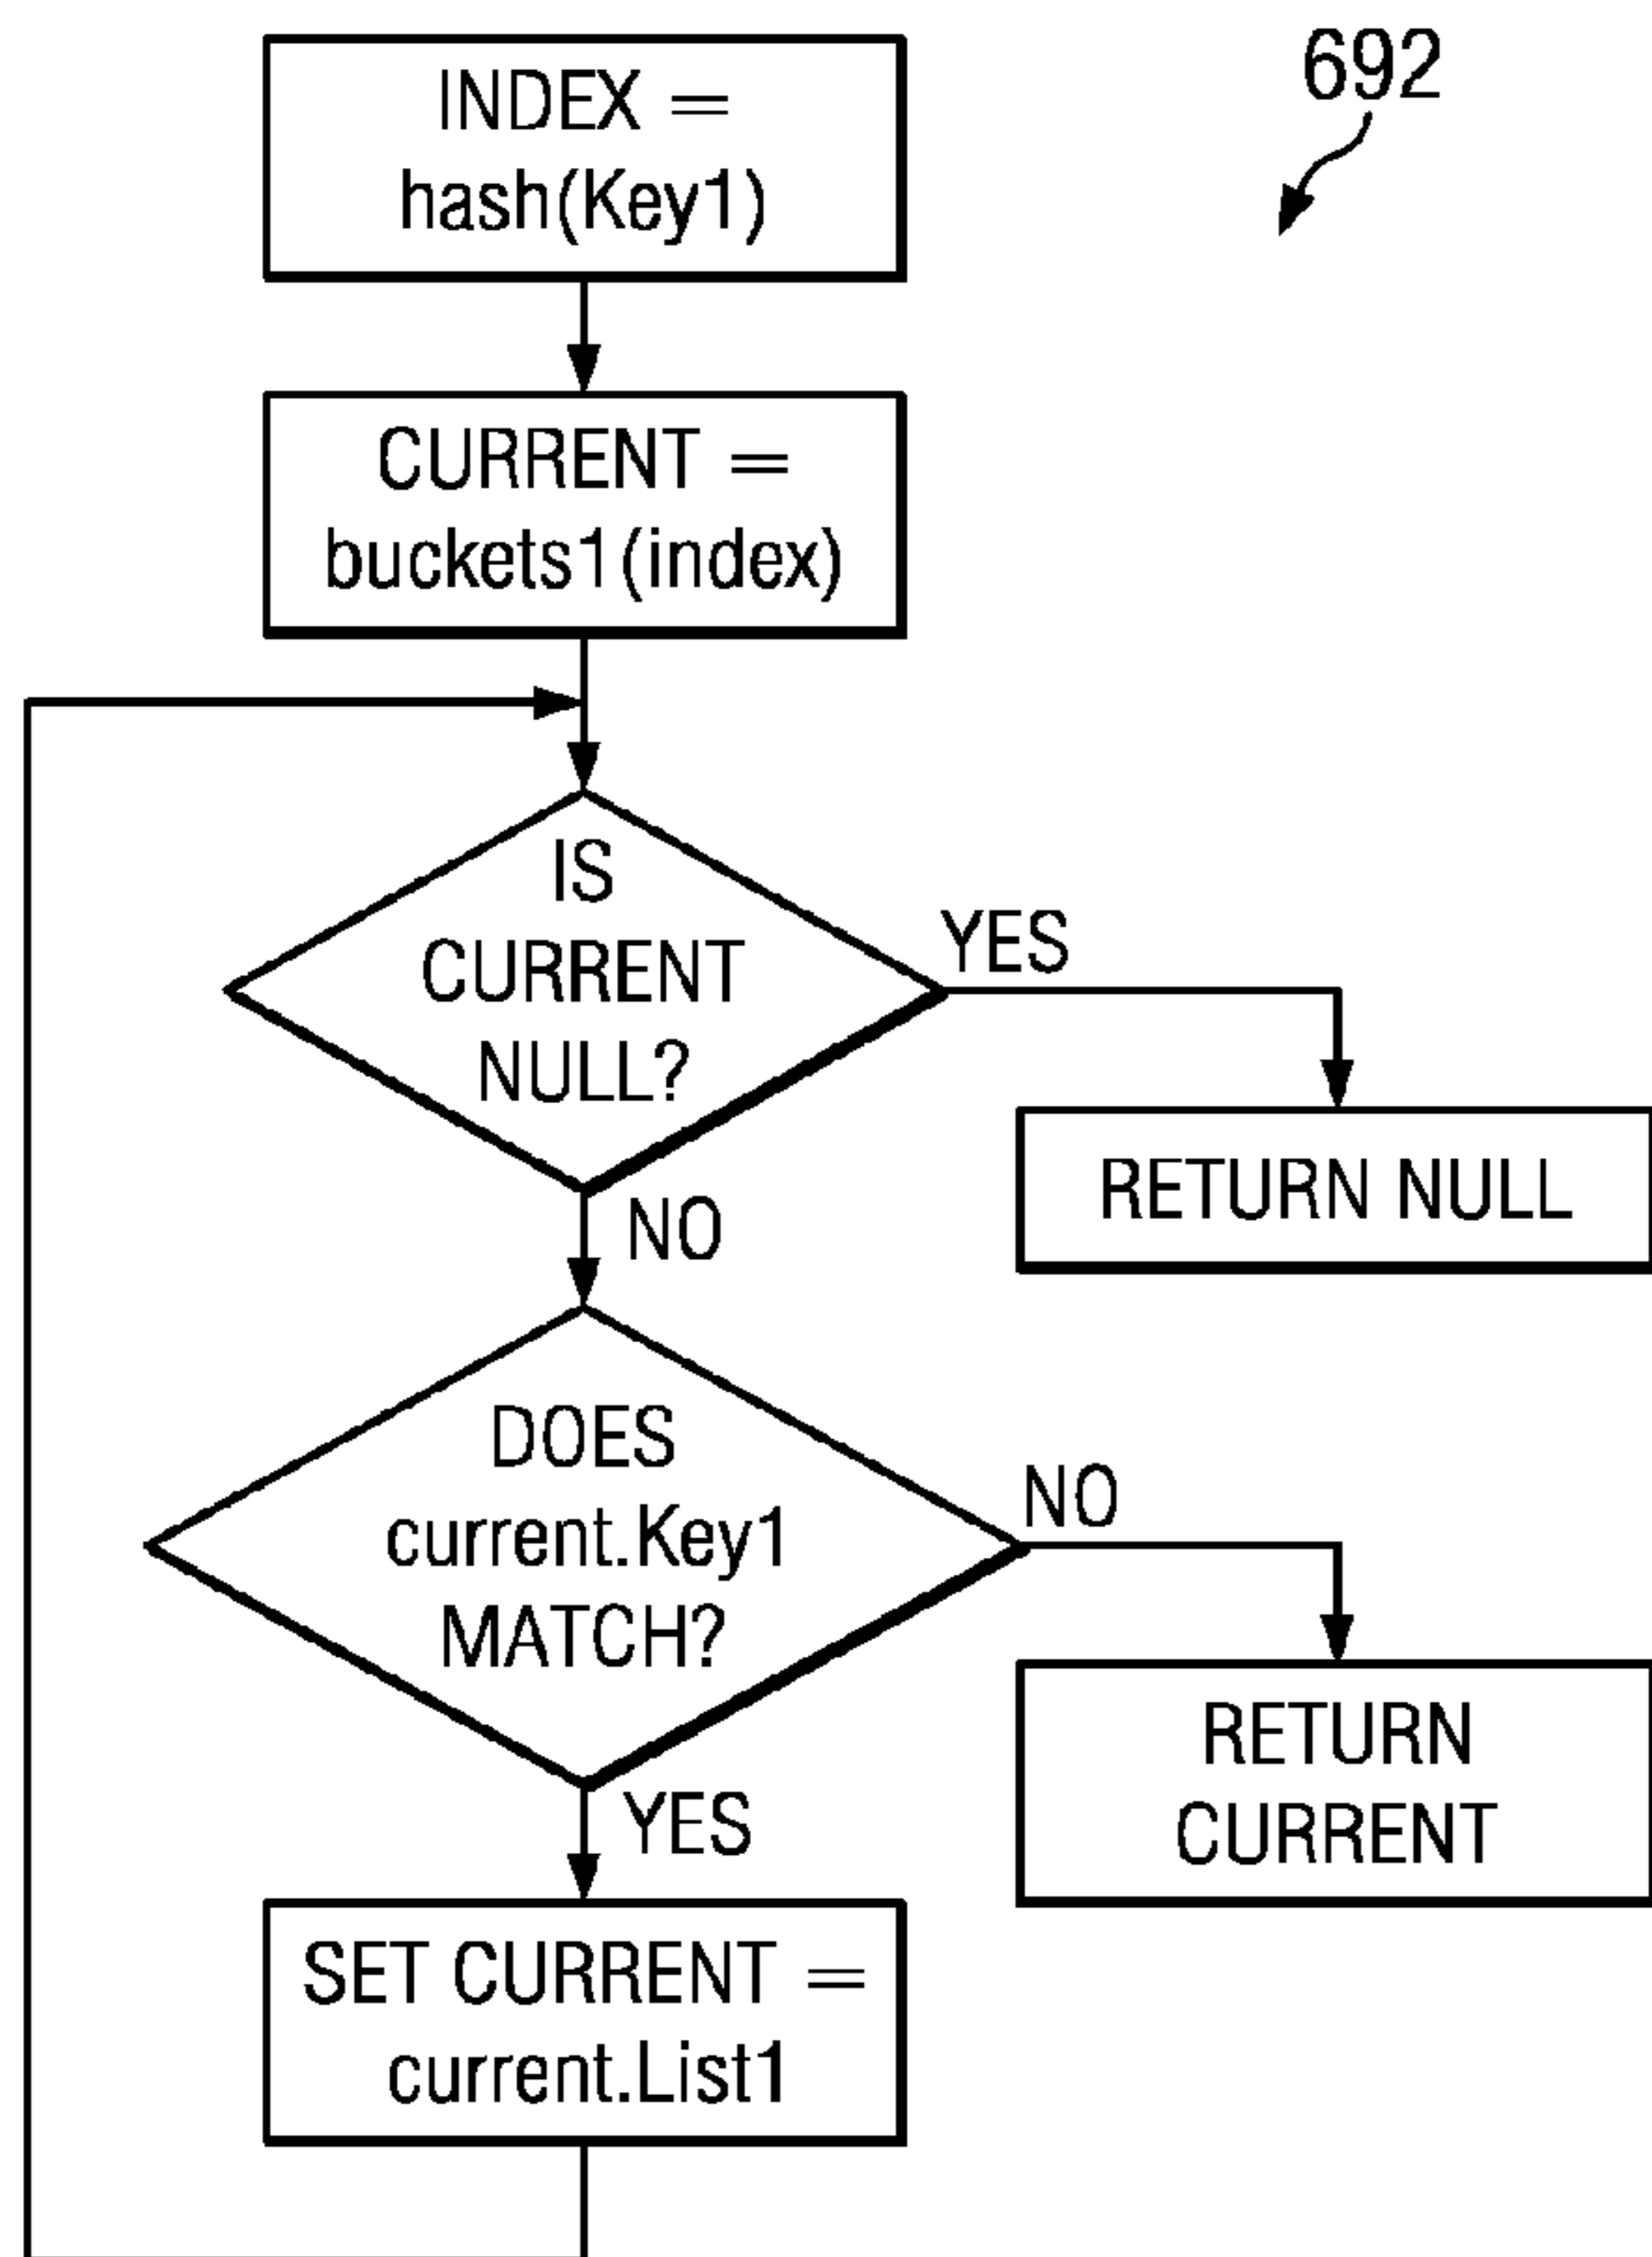 692
INDEX =
hash(Key1)
CURRENT =
buckets1(index)
IS
CURRENT
NULL?
YES
RETURN NULL
NO
DOES
current.Key1
MATCH?
NO
RETURN
CURRENT
YES
SET CURRENT =
current.List1